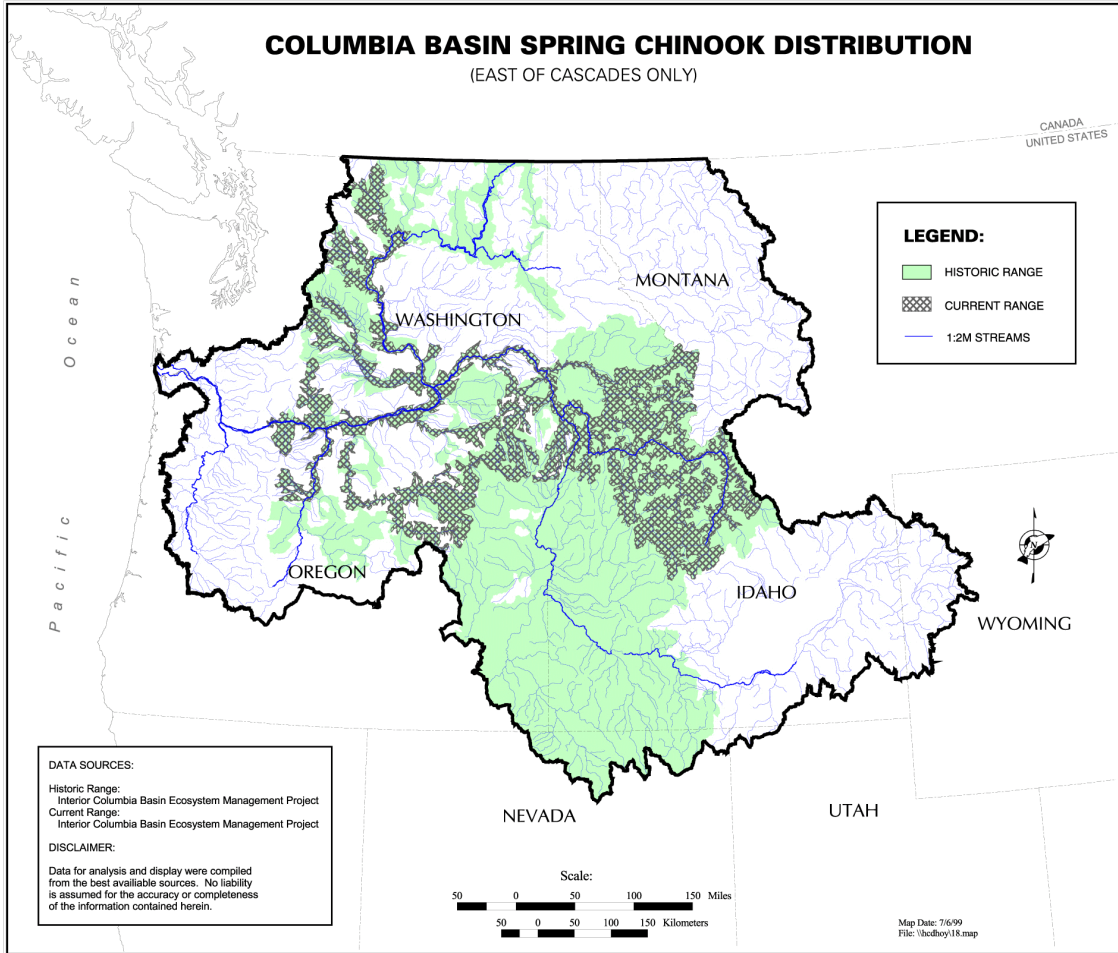 COLUMBIA BASIN SPRING CHINOOK DISTRIBUTION
(EAST OF CASCADES ONLY)
CANADA
UNITED STATES
LEGEND:
HISTORIC RANGE
CURRENT RANGE
1:2M STREAMS
MONTANA
WASHINGTON
Pacific Ocean
N
OREGON
IDAHO
WYOMING
NEVADA
UTAH
DATA SOURCES:
Historic Range:
Interior Columbia Basin Ecosystem Management Project
Current Range:
Interior Columbia Basin Ecosystem Management Project
DISCLAIMER:
Data for analysis and display were compiled
from the best availiable sources. No liability
is assumed for the accuracy or completeness
of the information contained herein.
Scale:
50 0 50 100 150 Miles
50 0 50 100 150 Kilometers
Map Date: 7/6/99
File: \\hcdhoy\18.map